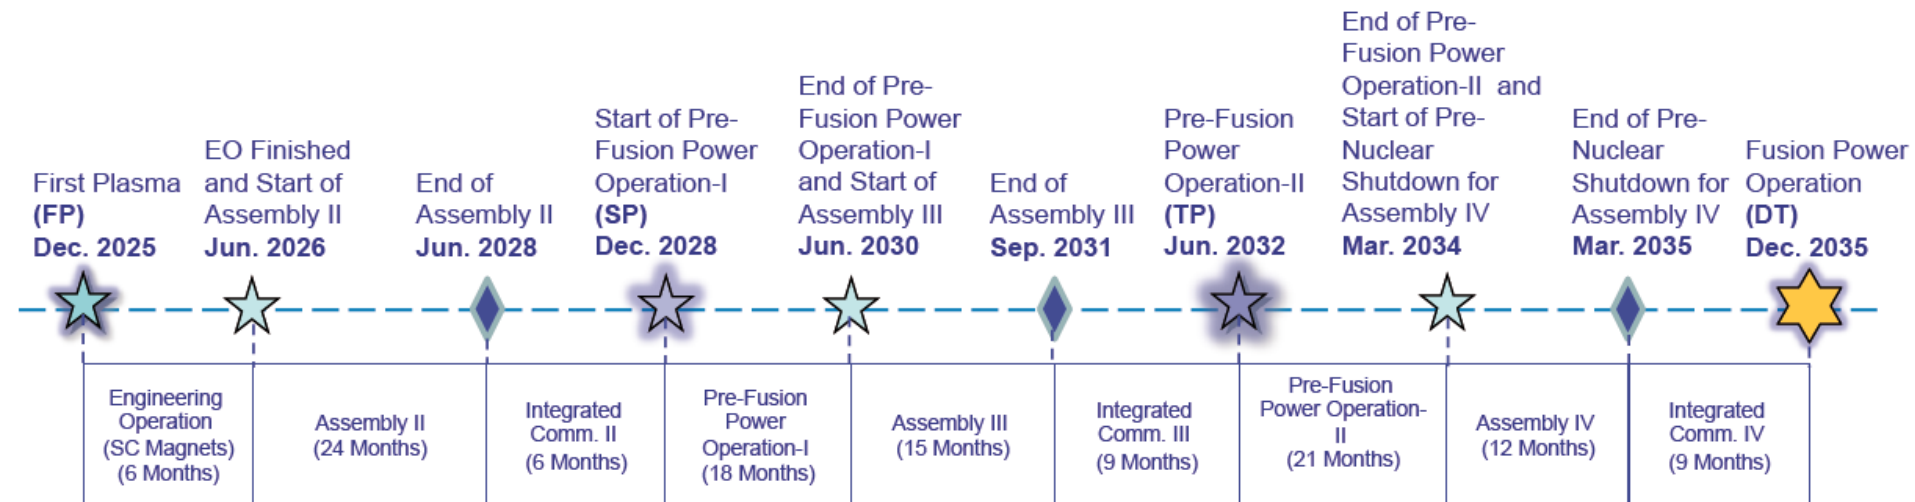 First Plasma
(FP)
Dec. 2025
EO Finished
and Start of
Assembly II
Jun. 2026
End of
Assembly II
Jun. 2028
Start of Pre-
Fusion Power
Operation-I
(SP)
Dec. 2028
End of Pre-
Fusion Power
Operation-I
and Start of
Assembly III
Jun. 2030
End of
Assembly III
Sep. 2031
Pre-Fusion
Power
Operation-II
(TP)
Jun. 2032
End of Pre-
Fusion Power
Operation-II and
Start of Pre-
Nuclear
Shutdown for
Assembly IV
Mar. 2034
End of Pre-
Nuclear
Shutdown for
Assembly IV
Mar. 2035
Fusion Power
Operation
(DT)
Dec. 2035
Engineering
Operation
(SC Magnets)
(6 Months)
Assembly II
(24 Months)
Integrated
Comm. II
(6 Months)
Pre-Fusion
Power
Operation-I
(18 Months)
Assembly III
(15 Months)
Integrated
Comm. III
(9 Months)
Pre-Fusion
Power Operation-
II
(21 Months)
Assembly IV
(12 Months)
Integrated
Comm. IV
(9 Months)